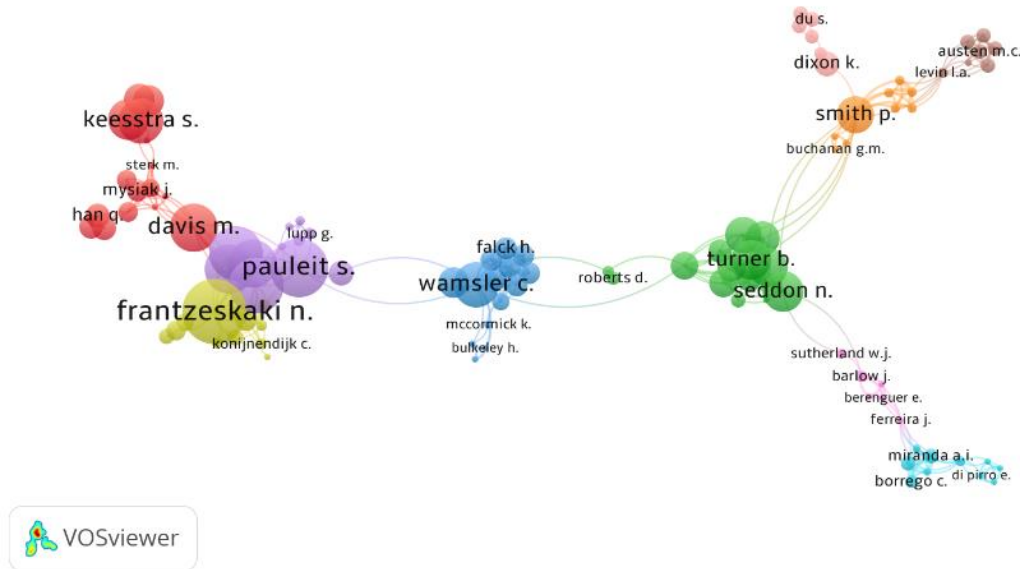 du s.
austen m.c.
dixon k.
levin l.a.
smith p.
keesstra s.
buchanan g.m.
sterk m.
mysiak j.
han q.
davis m.
lupp g.
falck h.
turner b.
pauleit s.
roberts d.
wamsler c.
seddon n.
frantzeskaki n.
mccormick k.
konijnendijk c.
bulkeley h.
sutherland w.j.
barlow j.
berenguer e.
ferreira j.
miranda a.i.
di pirro e.
borrego c.
VOSviewer